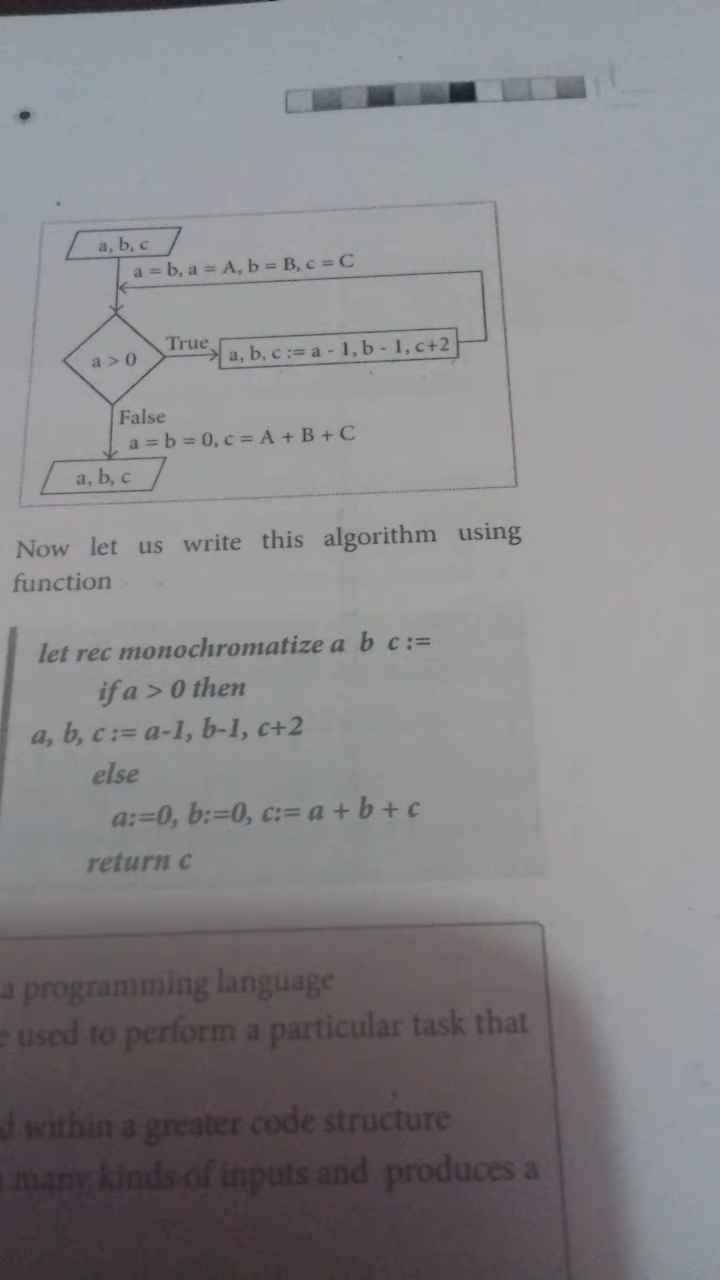 a, b, c
a = b, a = A, b = B, c = C
a > 0
True
a, b, c := a - 1, b - 1, c+2
False
a = b = 0, c = A + B + C
a, b, c
Now let us write this algorithm using
function
let rec monochromatize a b c :=
if a > 0 then
a, b, c := a-1, b-1, c+2
else
a:=0, b:=0, c:= a + b + c
return c
a programming language
used to perform a particular task that
within a greater code structure
many kinds of inputs and produces a